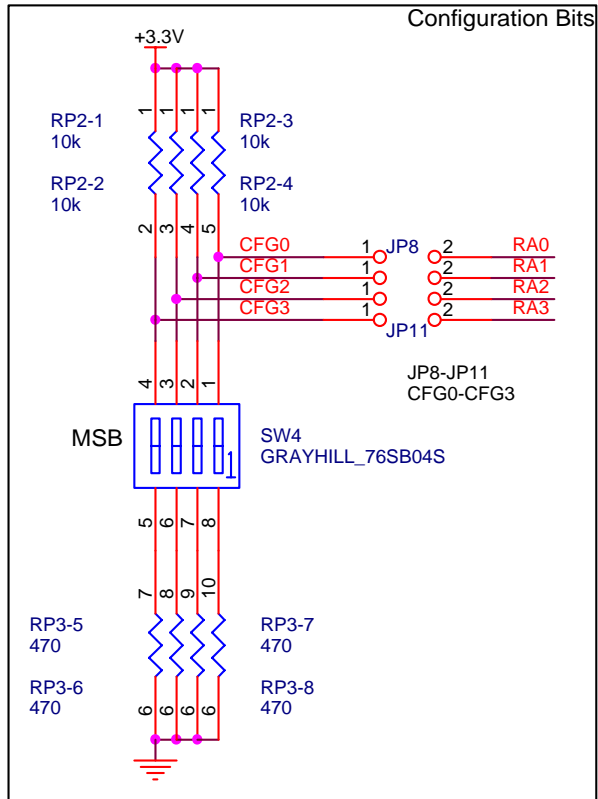 Configuration Bits
+3.3V
1 1 1 1
RP2-1
10k
RP2-3
10k
RP2-2
10k
RP2-4
10k
2 3 4 5
CFG0 1 JP8 2 RA0
CFG1 1 2 RA1
CFG2 1 2 RA2
CFG3 1 JP11 2 RA3
JP8-JP11
CFG0-CFG3
4 3 2 1
MSB
1
SW4
GRAYHILL_76SB04S
5 6 7 8
7 8 9 10
RP3-5
470
RP3-7
470
RP3-6
470
RP3-8
470
6 6 6 6